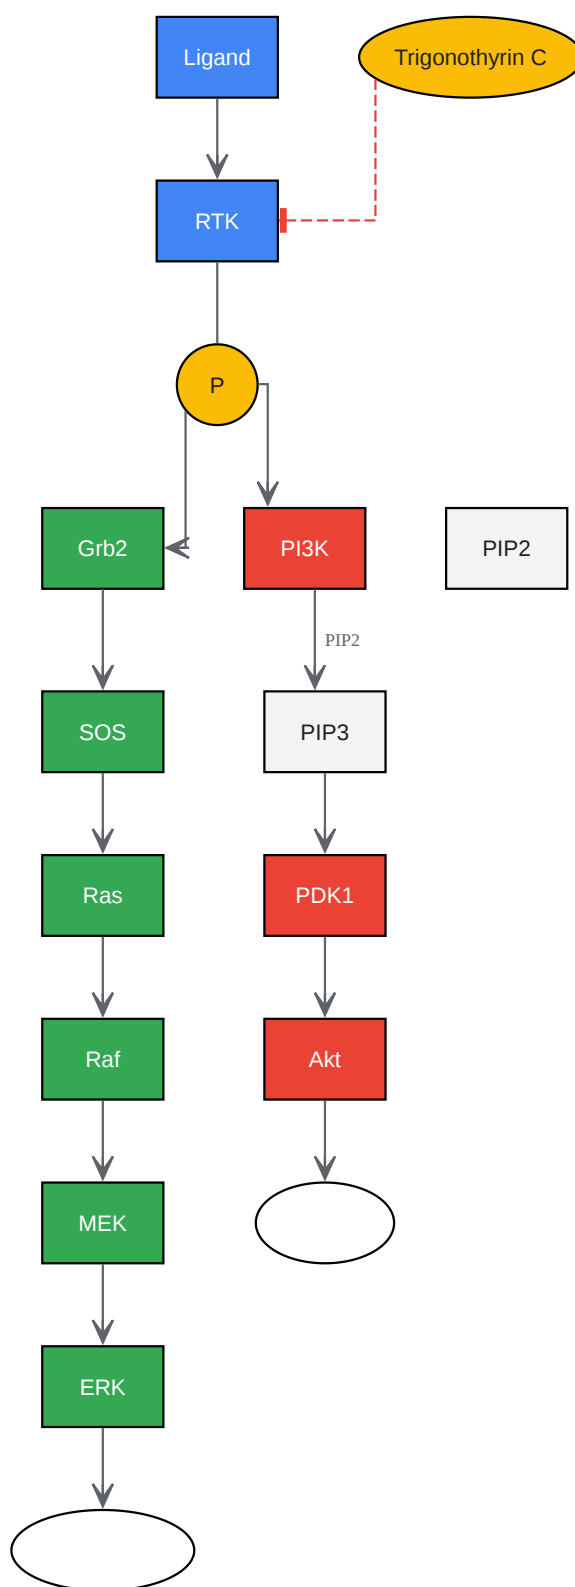 Ligand
Trigonothyrin C
RTK
P
Grb2
PI3K
PIP2
PIP2
SOS
PIP3
Ras
PDK1
Raf
Akt
MEK
ERK